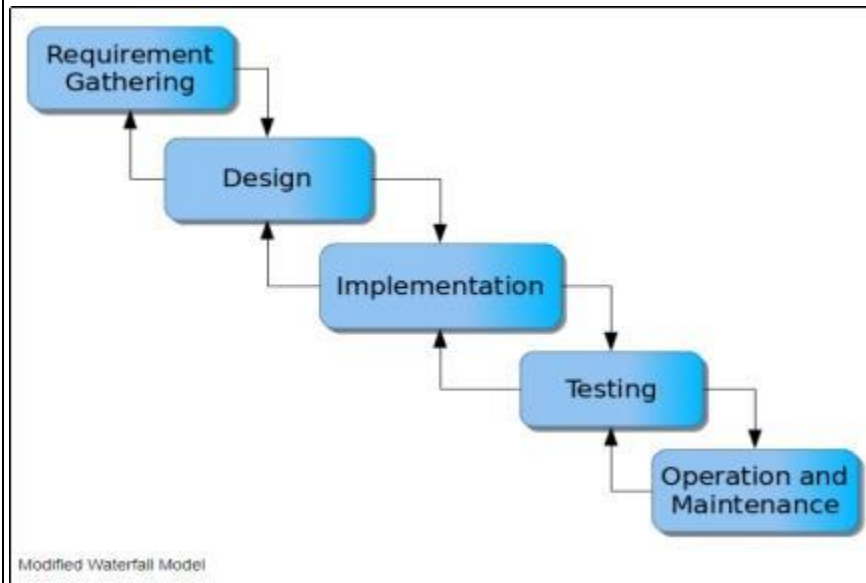 Requirement
Gathering
Design
Implementation
Testing
Operation and
Maintenance
Modified Waterfall Model